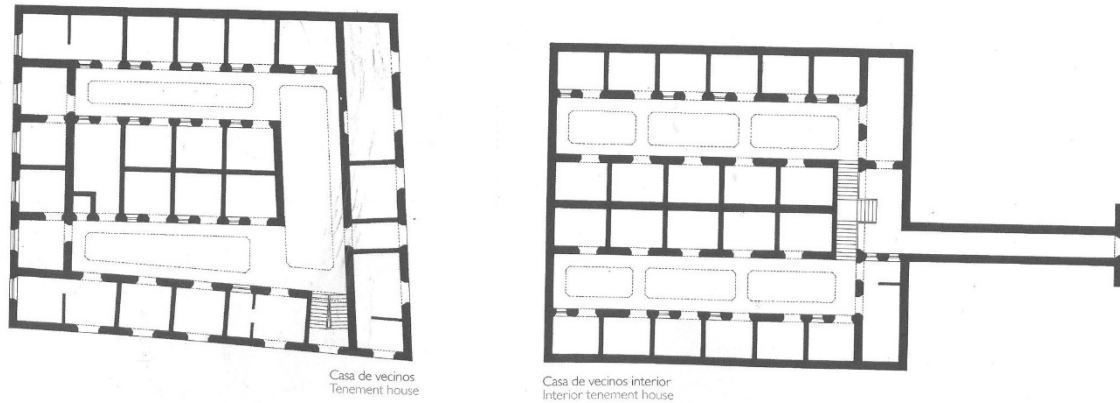 Casa de vecinos
Tenement house
Casa de vecinos interior
Interior tenement house